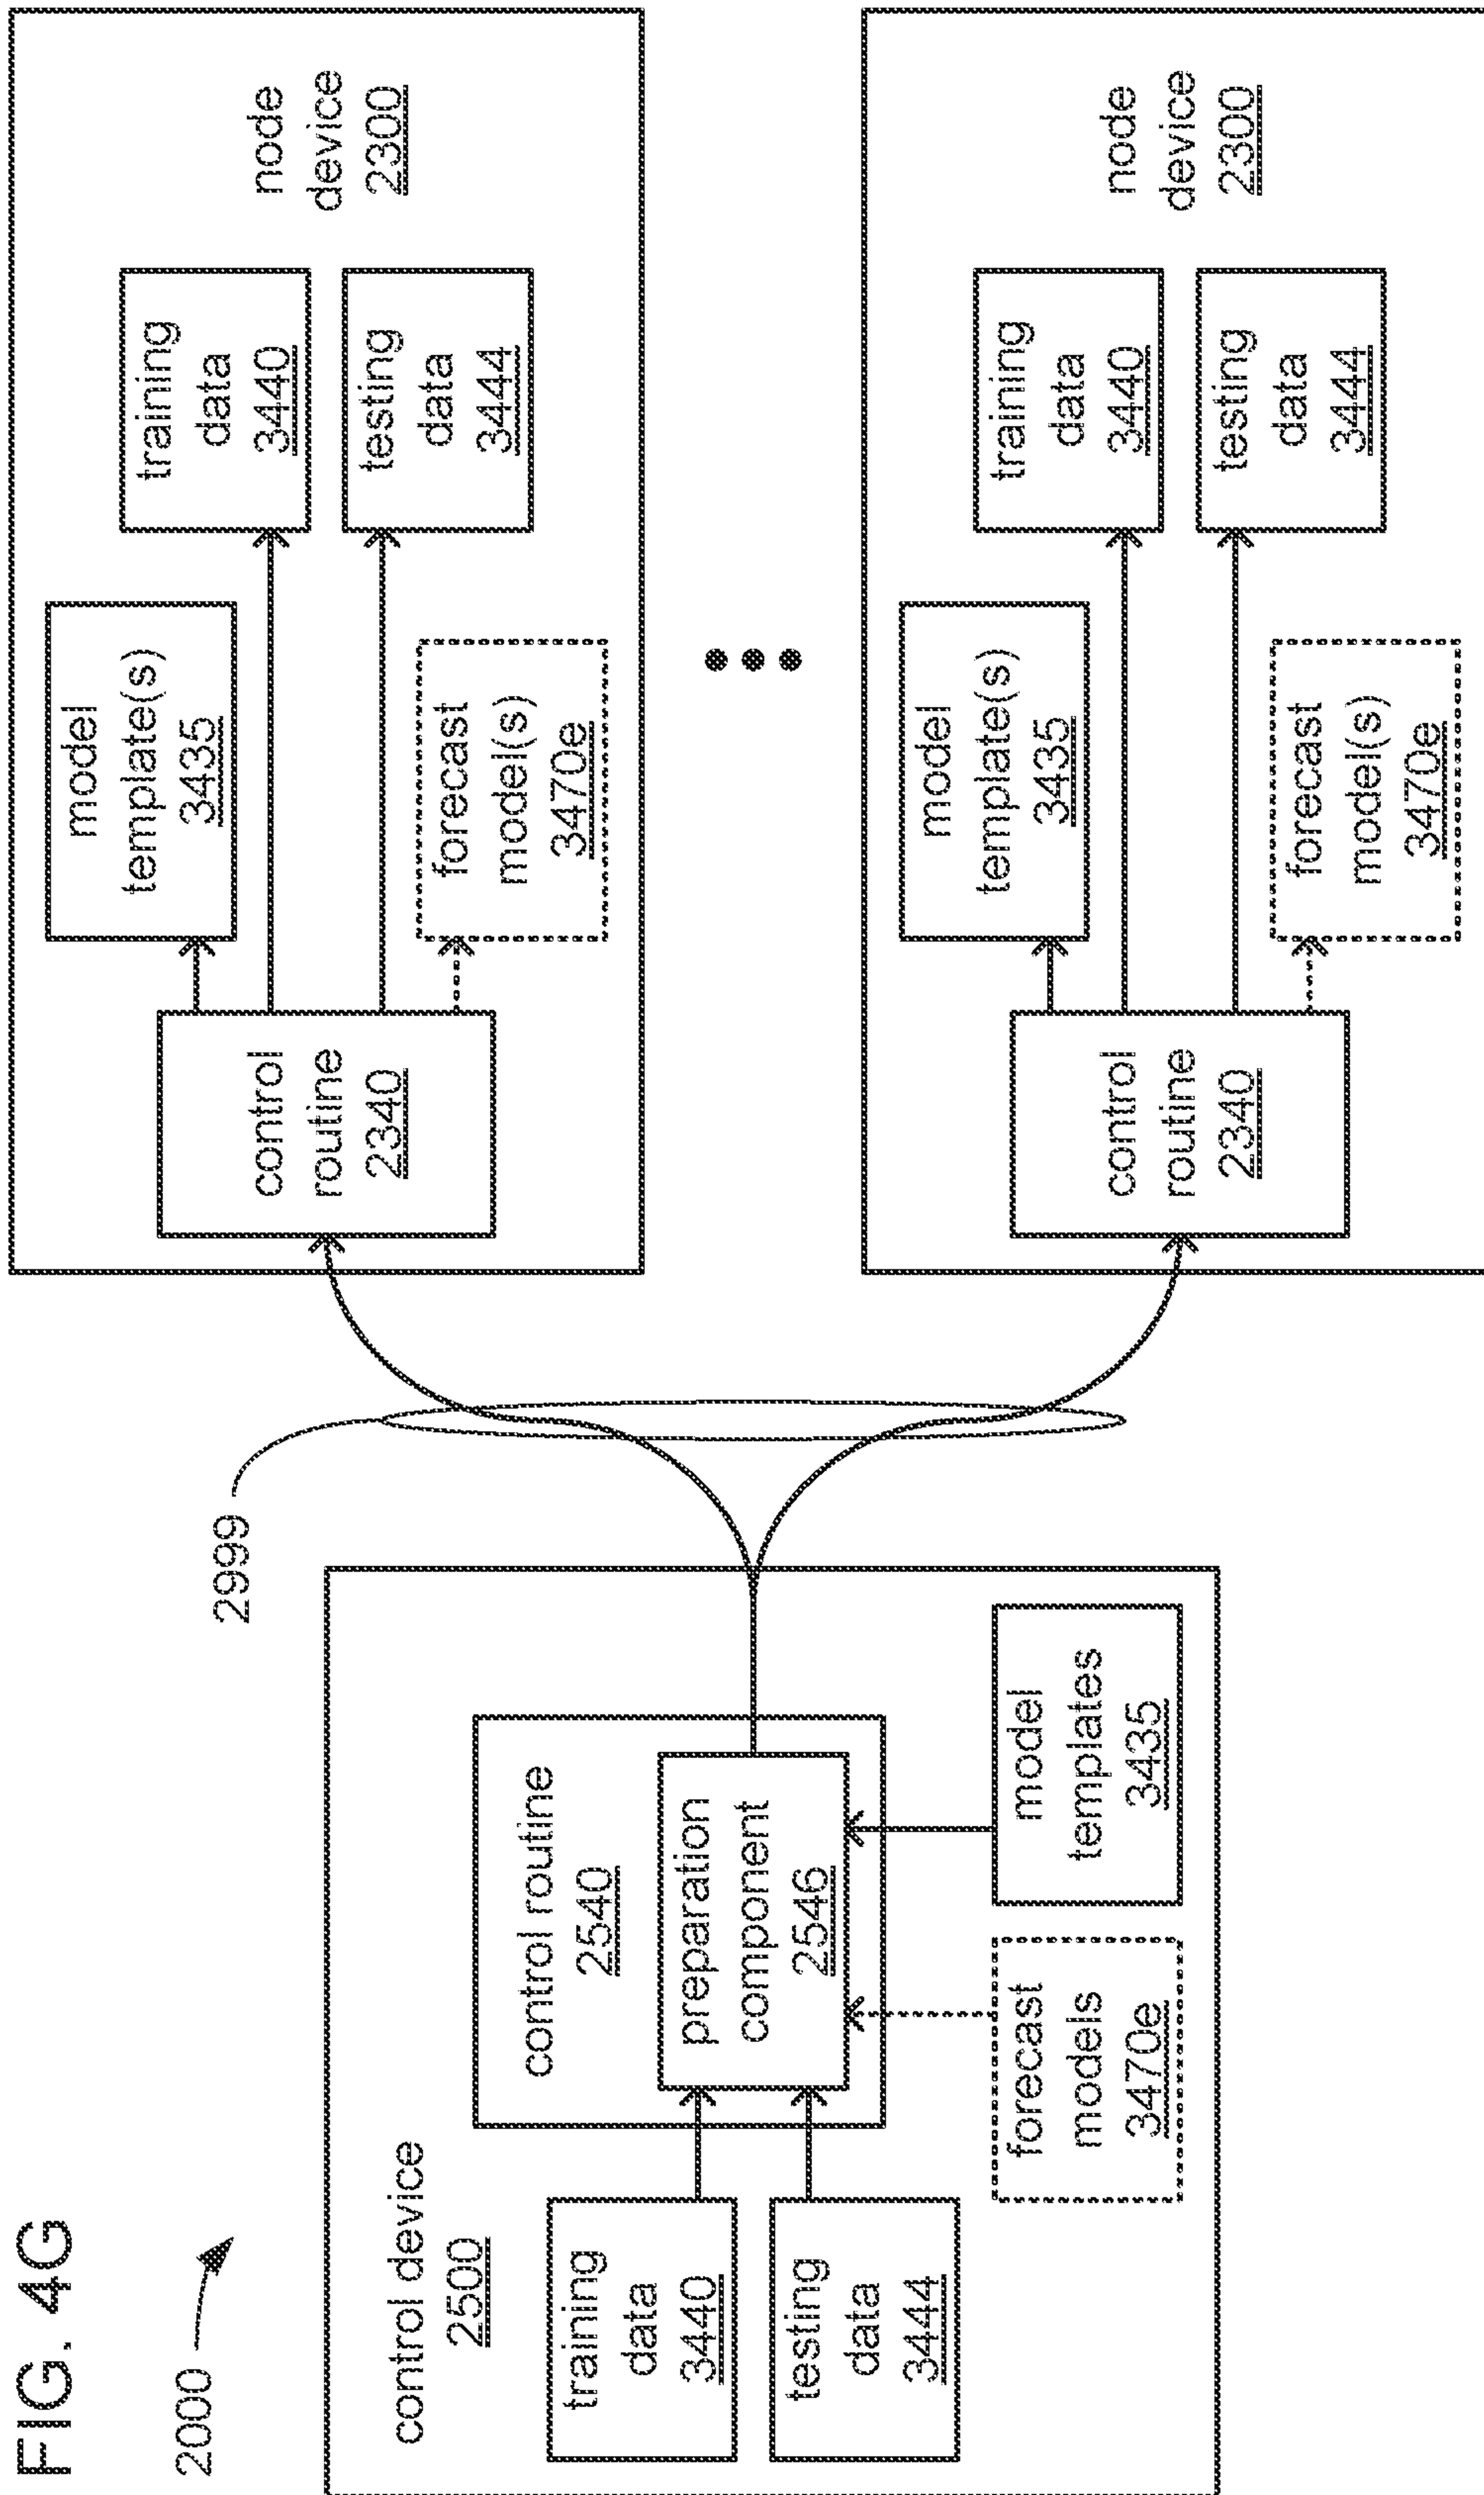 FIG. 4G
2000
control device
2500
training
data
3440
testing
data
3444
control routine
2540
preparation
component
2546
forecast
models
3470e
model
templates
3435
2999
control
routine
2340
model
template(s)
3435
forecast
model(s)
3470e
training
data
3440
testing
data
3444
node
device
2300
control
routine
2340
model
template(s)
3435
forecast
model(s)
3470e
training
data
3440
testing
data
3444
node
device
2300